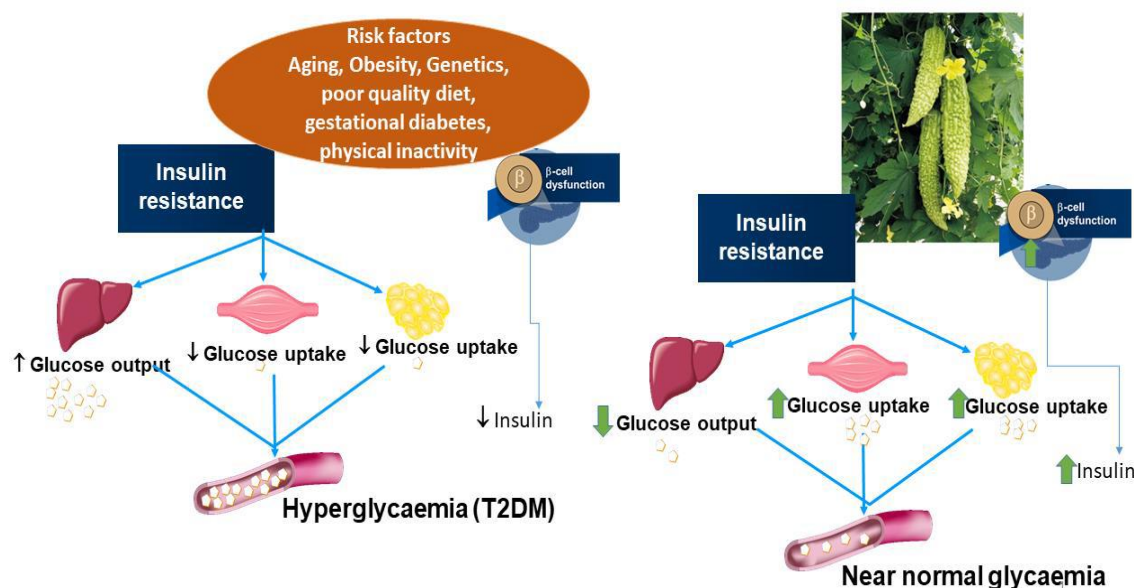 Risk factors
Aging, Obesity, Genetics,
poor quality diet,
gestational diabetes,
physical inactivity
Insulin
resistance
β
β-cell
dysfunction
↑ Glucose output
↓ Glucose uptake
↓ Glucose uptake
↓ Insulin
Hyperglycaemia (T2DM)
Insulin
resistance
β
β-cell
dysfunction
Glucose output
Glucose uptake
Glucose uptake
Insulin
Near normal glycaemia